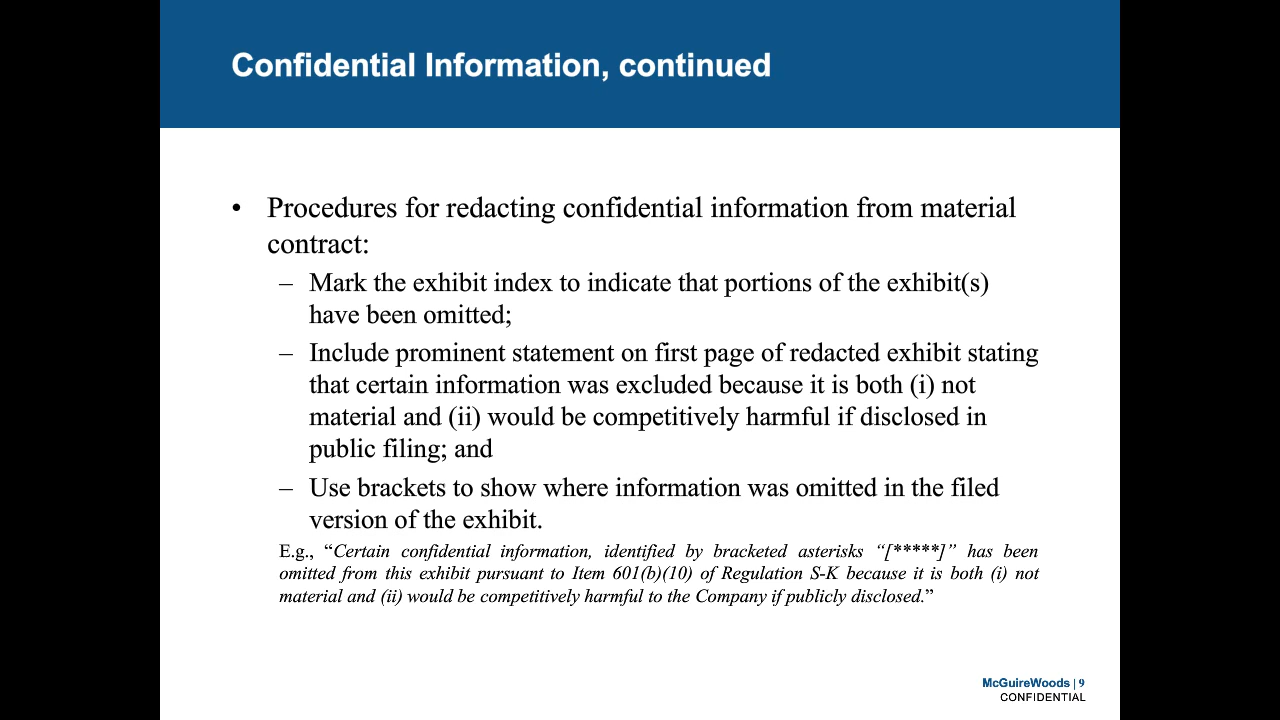 Confidential Information, continued
• Procedures for redacting confidential information from material
contract:
– Mark the exhibit index to indicate that portions of the exhibit(s)
have been omitted;
– Include prominent statement on first page of redacted exhibit stating
that certain information was excluded because it is both (i) not
material and (ii) would be competitively harmful if disclosed in
public filing; and
– Use brackets to show where information was omitted in the filed
version of the exhibit.
E.g., “Certain confidential information, identified by bracketed asterisks “[*****]” has been
omitted from this exhibit pursuant to Item 601(b)(10) of Regulation S-K because it is both (i) not
material and (ii) would be competitively harmful to the Company if publicly disclosed.”
McGuireWoods | 9
CONFIDENTIAL